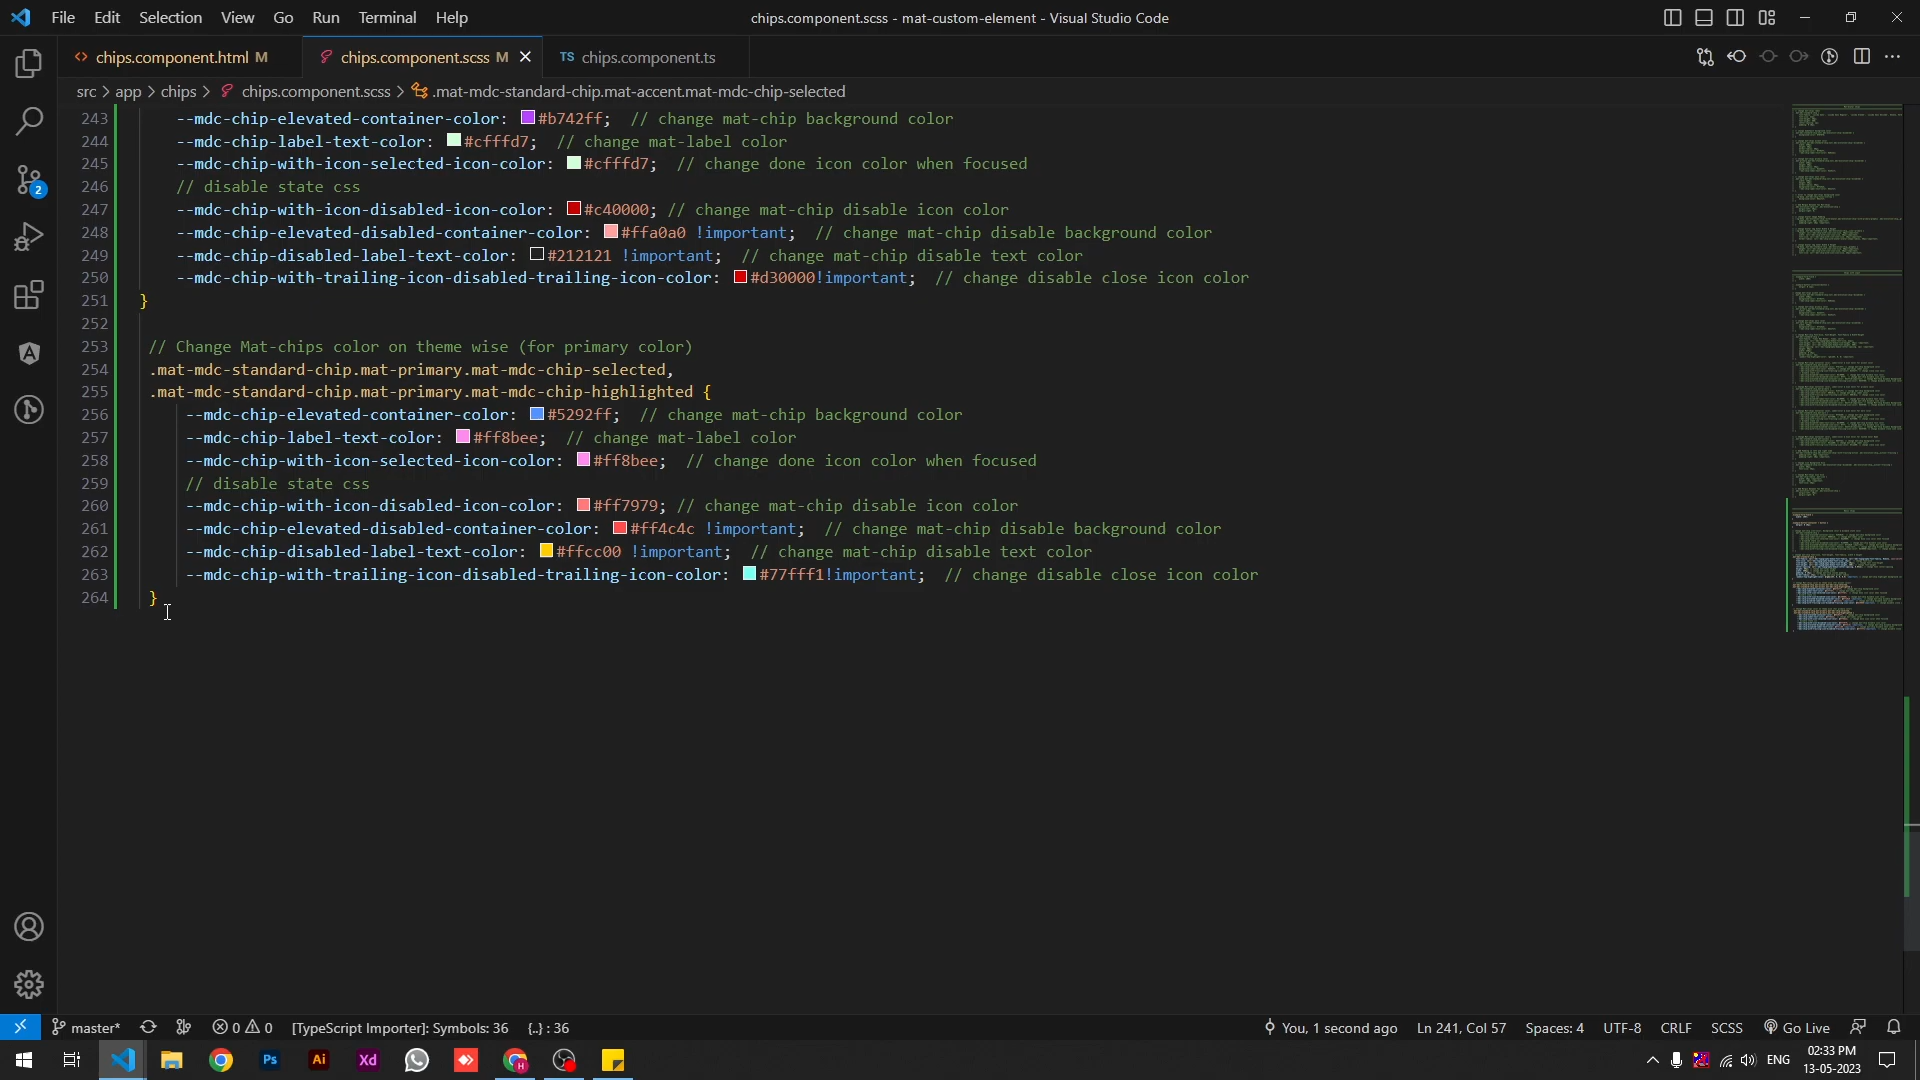 File Edit Selection View Go Run Terminal Help
chips.component.scss - mat-custom-element - Visual Studio Code
chips.component.html M
chips.component.scss M
TS chips.component.ts
src > app > chips > chips.component.scss > .mat-mdc-standard-chip.mat-accent.mat-mdc-chip-selected
243 --mdc-chip-elevated-container-color: #b742ff; // change mat-chip background color
244 --mdc-chip-label-text-color: #cfffd7; // change mat-label color
245 --mdc-chip-with-icon-selected-icon-color: #cfffd7; // change done icon color when focused
246 // disable state css
247 --mdc-chip-with-icon-disabled-icon-color: #c40000; // change mat-chip disable icon color
248 --mdc-chip-elevated-disabled-container-color: #ffa0a0 !important; // change mat-chip disable background color
249 --mdc-chip-disabled-label-text-color: #212121 !important; // change mat-chip disable text color
250 --mdc-chip-with-trailing-icon-disabled-trailing-icon-color: #d30000!important; // change disable close icon color
251 }
252
253 // Change Mat-chips color on theme wise (for primary color)
254 .mat-mdc-standard-chip.mat-primary.mat-mdc-chip-selected,
255 .mat-mdc-standard-chip.mat-primary.mat-mdc-chip-highlighted {
256 --mdc-chip-elevated-container-color: #5292ff; // change mat-chip background color
257 --mdc-chip-label-text-color: #ff8bee; // change mat-label color
258 --mdc-chip-with-icon-selected-icon-color: #ff8bee; // change done icon color when focused
259 // disable state css
260 --mdc-chip-with-icon-disabled-icon-color: #ff7979; // change mat-chip disable icon color
261 --mdc-chip-elevated-disabled-container-color: #ff4c4c !important; // change mat-chip disable background color
262 --mdc-chip-disabled-label-text-color: #ffcc00 !important; // change mat-chip disable text color
263 --mdc-chip-with-trailing-icon-disabled-trailing-icon-color: #77fff1!important; // change disable close icon color
264 }
2
master* 0 0 [TypeScript Importer]: Symbols: 36 {..} : 36 You, 1 second ago Ln 241, Col 57 Spaces: 4 UTF-8 CRLF SCSS Go Live
Ps Ai Xd H ENG
02:33 PM
13-05-2023